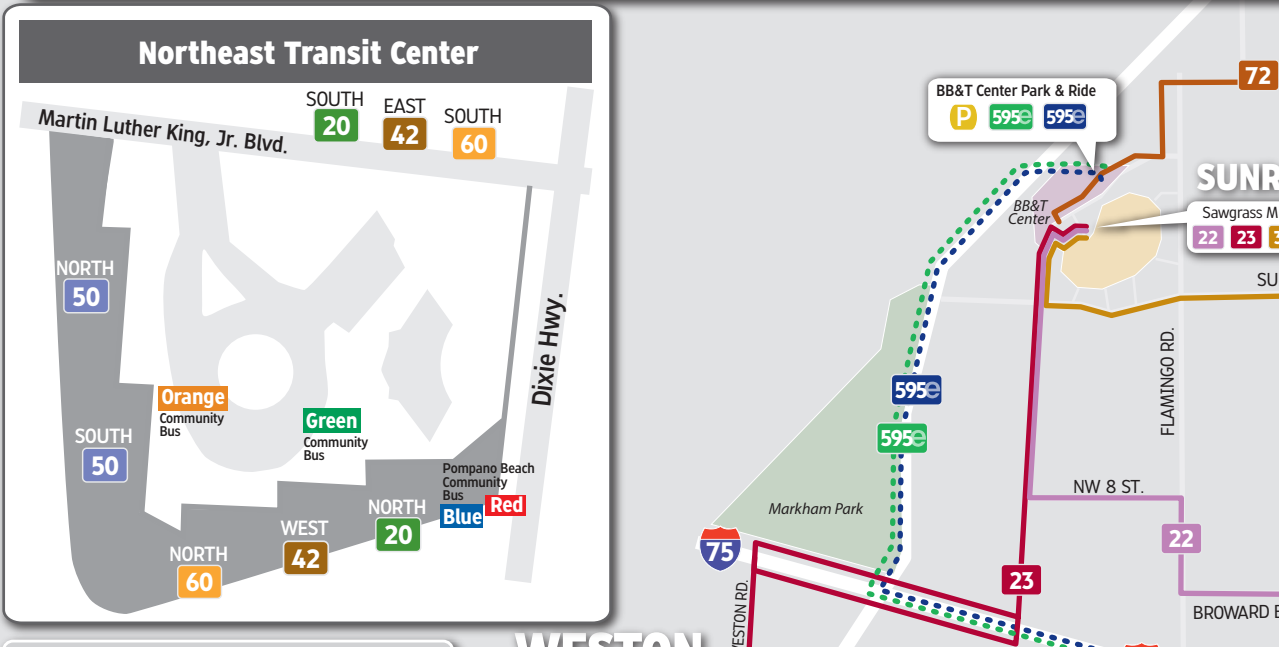 Northeast Transit Center
SOUTH
20
EAST
42
SOUTH
60
Martin Luther King, Jr. Blvd.
NORTH
50
Dixie Hwy.
Orange
Community
Bus
Green
Community
Bus
SOUTH
50
Pompano Beach
Community
Bus
Blue
Red
NORTH
20
WEST
42
NORTH
60
72
BB&T Center Park & Ride
P
595e
595e
BB&T
Center
SUNR
Sawgrass M
22
23
3
SU
FLAMINGO RD.
595e
595e
Markham Park
75
NW 8 ST.
22
23
BROWARD
WESTON